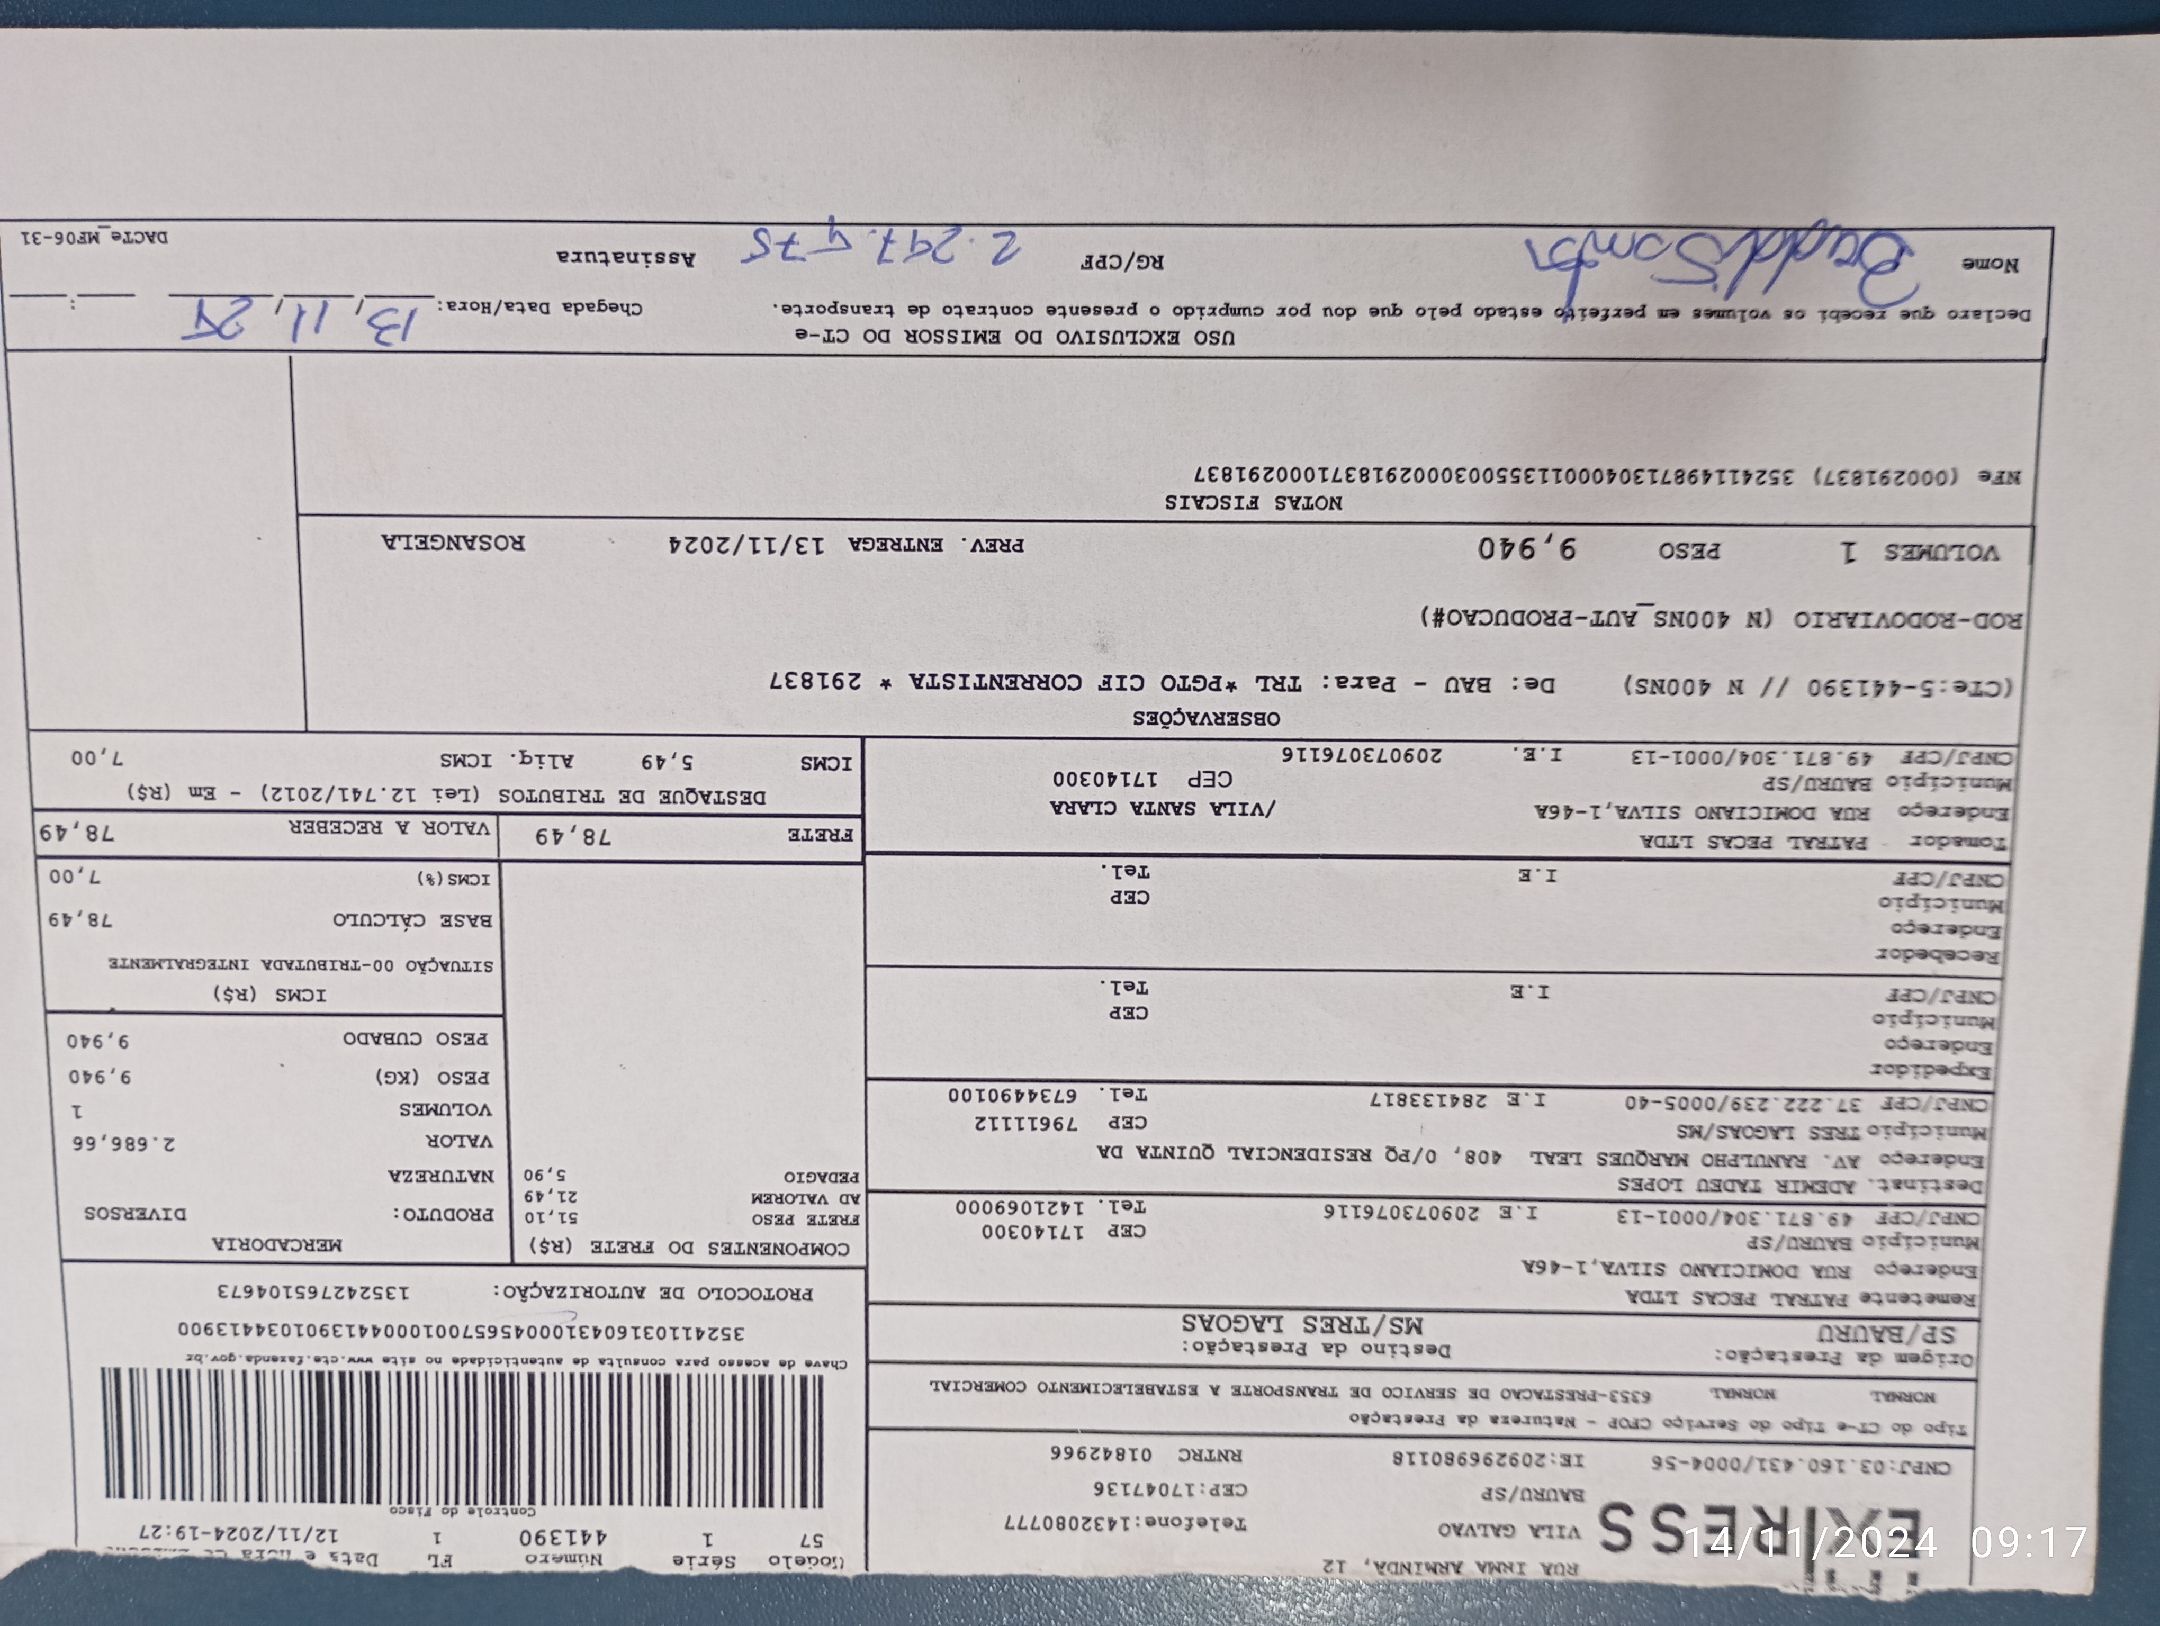 RUA IRMA ARMINDA, 12
EXPRESS VILA GALVAO Telefone:1432080777
BAURU/SP CEP:17047136
CNPJ:03.160.431/0004-56 IE:209296980118 RNTRC 01842966
Modelo Série Número FL
57 1 441390 1 12/11/2024-19:27
Controle do Fisco
Chave de acesso para consulta de autenticidade no site www.cte.fazenda.gov.br
35241103160431000456570010004413901034413900
PROTOCOLO DE AUTORIZAÇÃO: 135242765104673
Tipo do CT-e Tipo do Serviço CFOP - Natureza da Prestação
NORMAL NORMAL 6353-PRESTACAO DE SERVICO DE TRANSPORTE A ESTABELECIMENTO COMERCIAL
Origem da Prestação: Destino da Prestação:
SP/BAURU MS/TRES LAGOAS
Remetente PATRAL PECAS LTDA
Endereço RUA DOMICIANO SILVA,1-46A
Município BAURU/SP CEP 17140300
CNPJ/CPF 49.871.304/0001-13 I.E 209073076116 Tel. 1421069000
Destinat. ADEMIR TADEU LOPES
Endereço AV. RANULPHO MARQUES LEAL 408, 0/PQ RESIDENCIAL QUINTA DA
Município TRES LAGOAS/MS CEP 79611112
CNPJ/CPF 37.222.239/0005-40 I.E 284133817 Tel. 6734490100
Expedidor
Endereço
Município CEP
CNPJ/CPF I.E Tel.
Recebedor
Endereço
Município CEP
CNPJ/CPF I.E Tel.
Tomador PATRAL PECAS LTDA
Endereço RUA DOMICIANO SILVA,1-46A /VILA SANTA CLARA
Município BAURU/SP CEP 17140300
CNPJ/CPF 49.871.304/0001-13 I.E. 209073076116
COMPONENTES DO FRETE (R$)
FRETE PESO 51,10
AD VALOREM 21,49
PEDAGIO 5,90
MERCADORIA
PRODUTO: DIVERSOS
NATUREZA
VALOR 2.686,66
VOLUMES 1
PESO (KG) 9,940
PESO CUBADO 9,940
ICMS (R$)
SITUAÇÃO 00-TRIBUTADA INTEGRALMENTE
BASE CÁLCULO 78,49
ICMS(%) 7,00
FRETE 78,49 VALOR A RECEBER 78,49
DESTAQUE DE TRIBUTOS (Lei 12.741/2012) - Em (R$)
ICMS 5,49 Aliq. ICMS 7,00
OBSERVAÇÕES
(CTe:5-441390 // N 400NS) De: BAU - Para: TRL *PGTO CIF CORRENTISTA * 291837
ROD-RODOVIARIO (N 400NS_AUT-PRODUCAO#)
VOLUMES 1 PESO 9,940 PREV. ENTREGA 13/11/2024 ROSANGELA
NOTAS FISCAIS
NFe (000291837) 35241149871304000113550030002918371000291837
USO EXCLUSIVO DO EMISSOR DO CT-e
Declaro que recebi os volumes em perfeito estado pelo que dou por cumprido o presente contrato de transporte. Chegada Data/Hora: 13/11/24 :
Nome RG/CPF 2.297.475 Assinatura
DACTe_MF06-31
14/11/2024 09:17